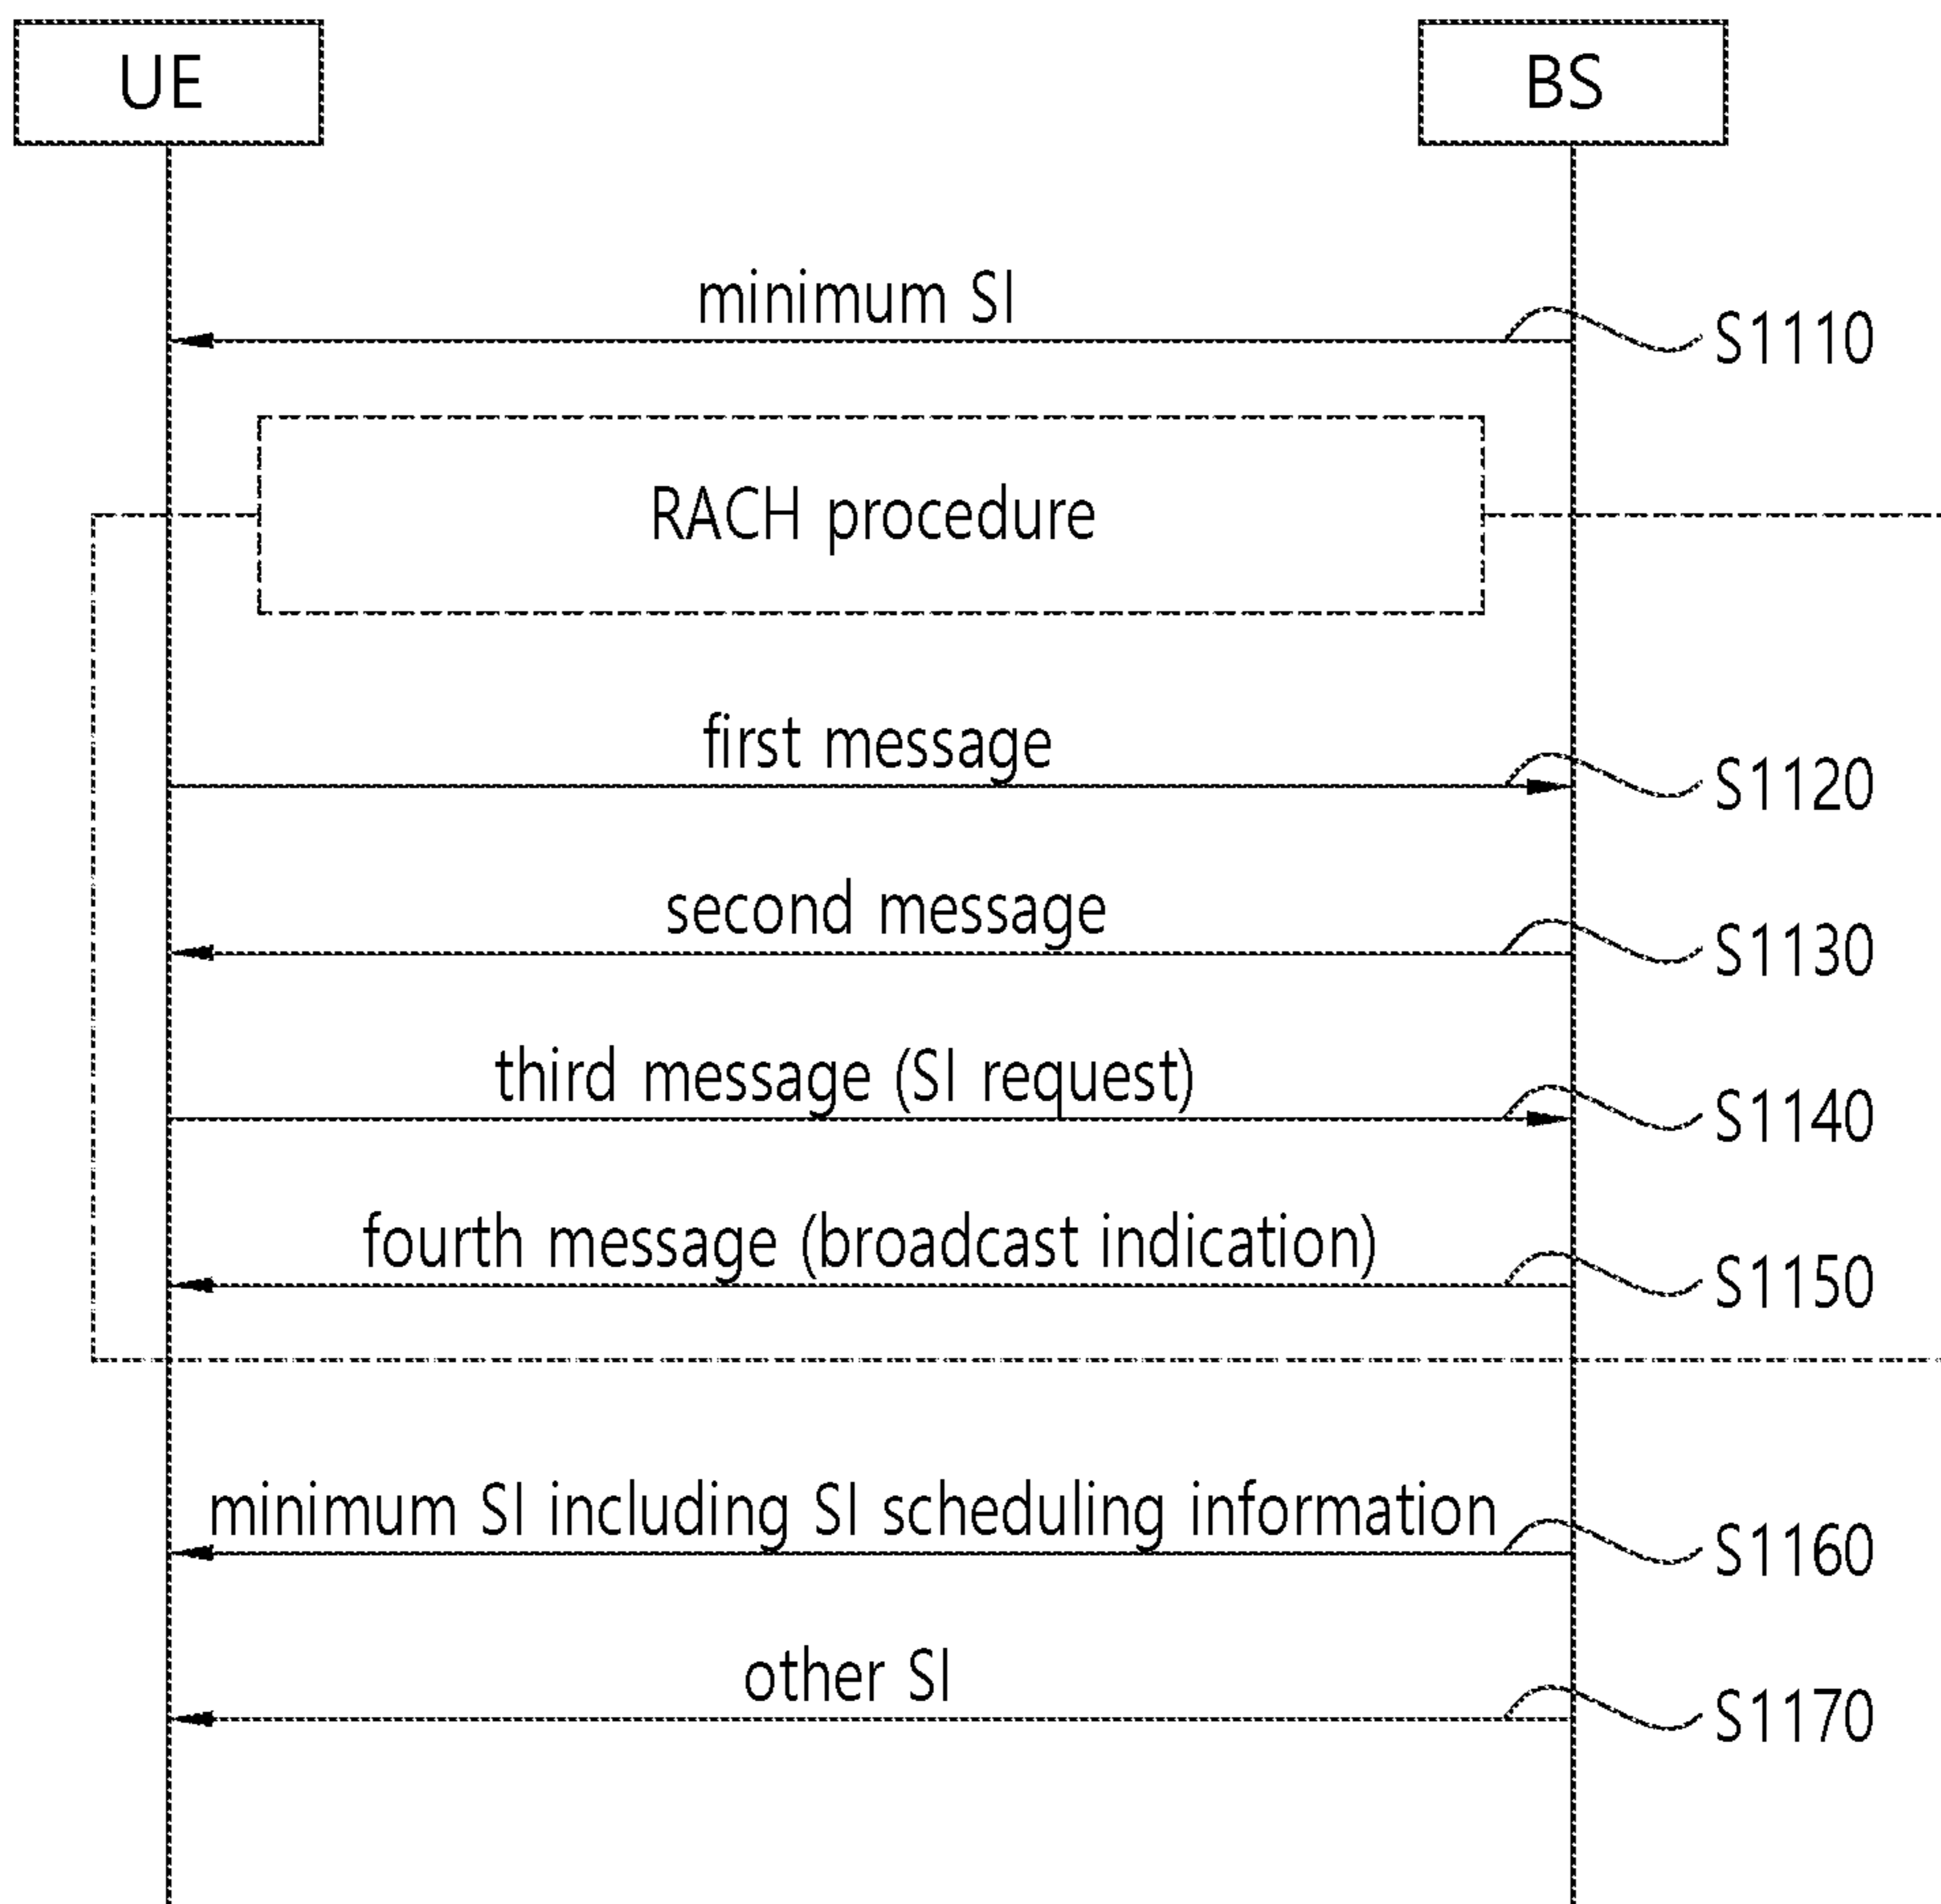 UE
BS
minimum SI
S1110
RACH procedure
first message
S1120
second message
S1130
third message (SI request)
S1140
fourth message (broadcast indication)
S1150
minimum SI including SI scheduling information
S1160
other SI
S1170